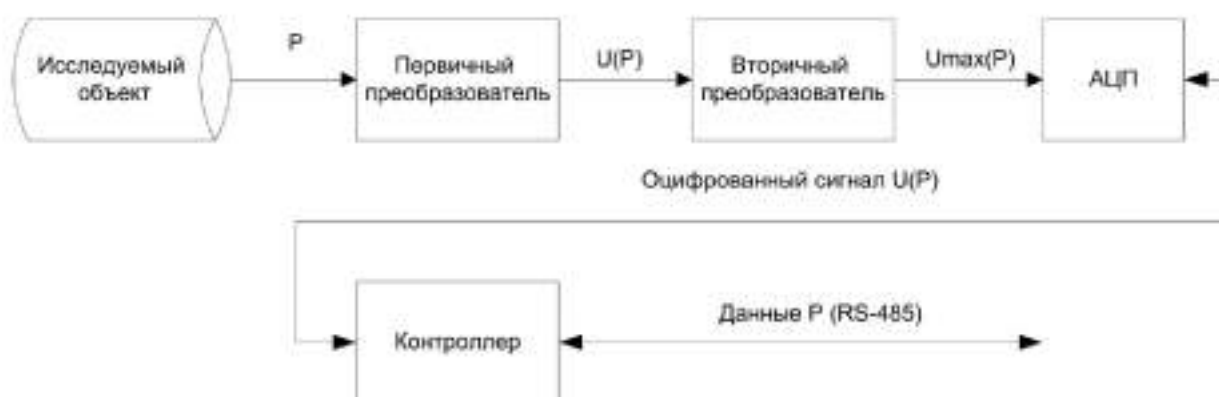 Исследуемый
объект
P
Первичный
преобразователь
U(P)
Вторичный
преобразователь
Umax(P)
АЦП
Оцифрованный сигнал U(P)
Контроллер
Данные P (RS-485)